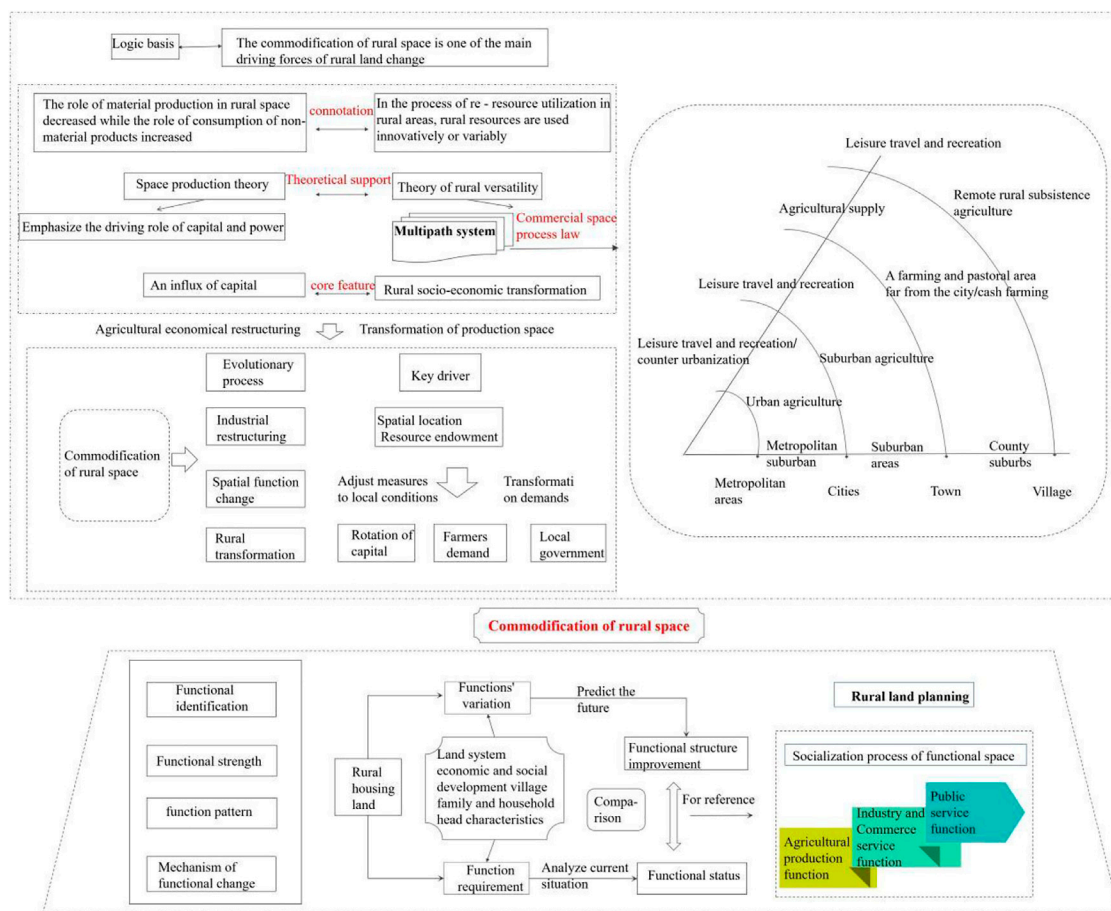 Logic basis
The commodification of rural space is one of the main
driving forces of rural land change
The role of material production in rural space
decreased while the role of consumption of non-
material products increased
connotation
In the process of re - resource utilization in
rural areas, rural resources are used
innovatively or variably
Space production theory
Theoretical support
Theory of rural versatility
Emphasize the driving role of capital and power
Multipath system
Commercial space
process law
An influx of capital
core feature
Rural socio-economic transformation
Agricultural economical restructuring
Transformation of production space
Commodification
of rural space
Evolutionary
process
Industrial
restructuring
Spatial function
change
Rural
transformation
Key driver
Spatial location
Resource endowment
Adjust measures
to local conditions
Transformati
on demands
Rotation of
capital
Farmers
demand
Local
government
Leisure travel and recreation
Remote rural subsistence
agriculture
Agricultural supply
A farming and pastoral area
far from the city/cash farming
Leisure travel and recreation
Leisure travel and recreation/
counter urbanization
Suburban agriculture
Urban agriculture
Metropolitan
suburban
Suburban
areas
County
suburbs
Metropolitan
areas
Cities
Town
Village
Commodification of rural space
Functional
identification
Functional strength
function pattern
Mechanism of
functional change
Rural
housing
land
Functions'
variation
Land system
economic and social
development village
family and household
head characteristics
Function
requirement
Predict the
future
Analyze current
situation
Functional structure
improvement
Compa-
rison
For reference
Functional status
Rural land planning
Socialization process of functional space
Public
service
function
Industry and
Commerce
service
function
Agricultural
production
function